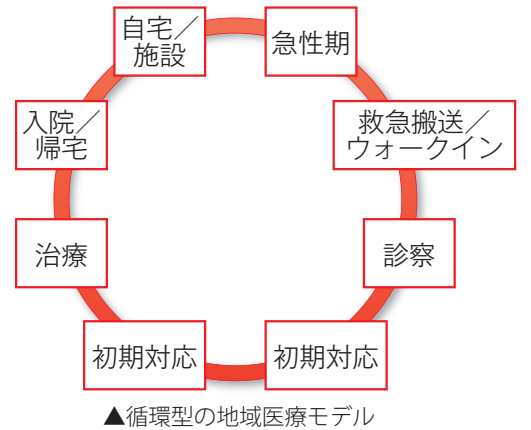 自宅／
施設
急性期
入院／
帰宅
救急搬送／
ウォークイン
治療
診察
初期対応
初期対応
▲循環型の地域医療モデル